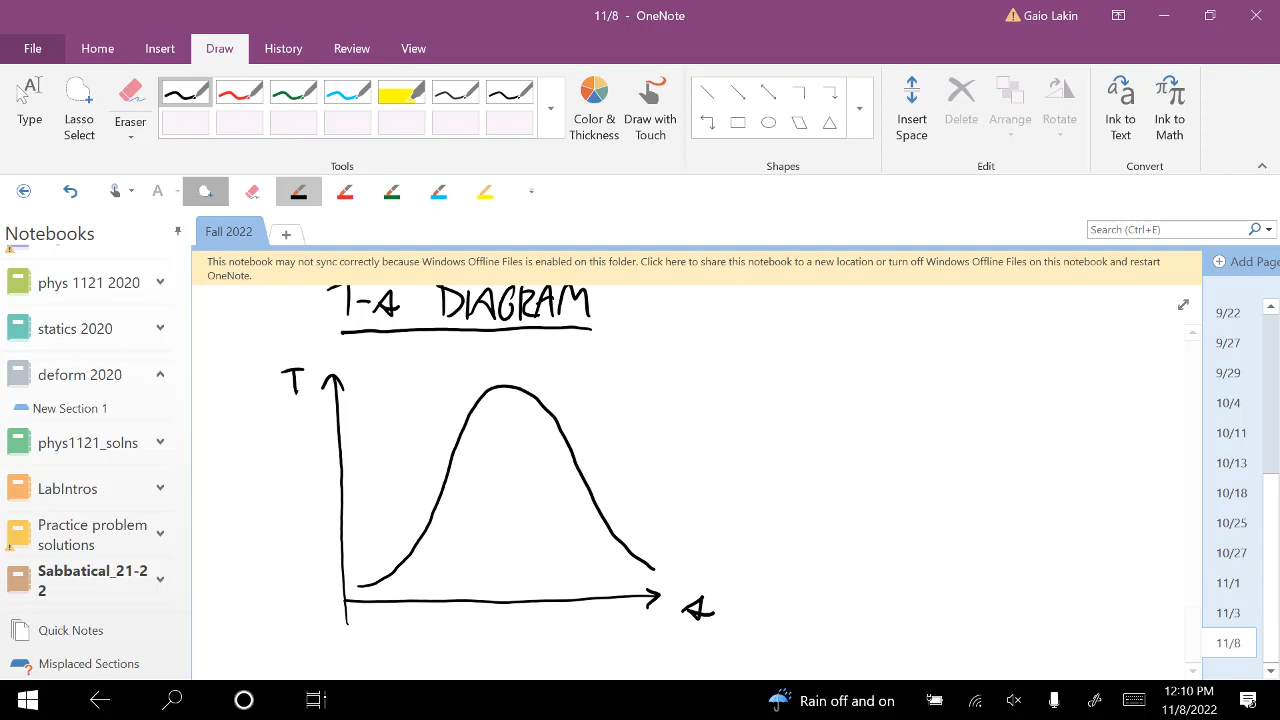 11/8 - OneNote
Gaio Lakin
File
Home
Insert
Draw
History
Review
View
Type
Lasso
Select
Eraser
Color &
Thickness
Draw with
Touch
Insert
Space
Delete
Arrange
Rotate
Ink to
Text
Ink to
Math
Tools
Shapes
Edit
Convert
Notebooks
Fall 2022
Search (Ctrl+E)
This notebook may not sync correctly because Windows Offline Files is enabled on this folder. Click here to share this notebook to a new location or turn off Windows Offline Files on this notebook and restart
OneNote.
Add Page
phys 1121 2020
statics 2020
deform 2020
New Section 1
phys1121_solns
LabIntros
Practice problem
solutions
Sabbatical_21-2
2
Quick Notes
Misplaced Sections
T-s DIAGRAM
T
s
9/22
9/27
9/29
10/4
10/11
10/13
10/18
10/25
10/27
11/1
11/3
11/8
Rain off and on
12:10 PM
11/8/2022